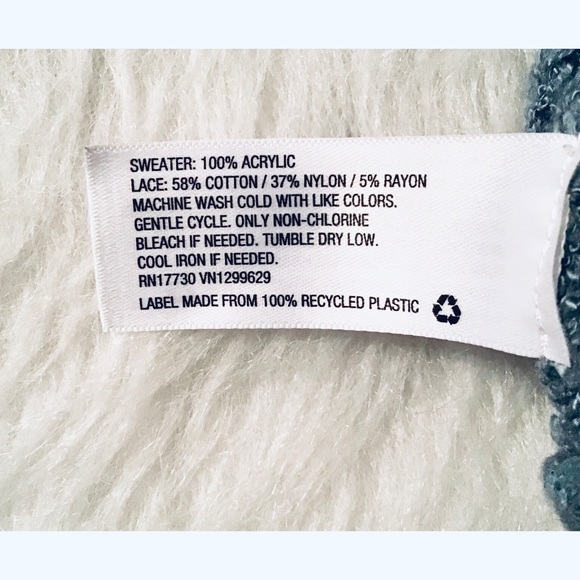 SWEATER: 100% ACRYLIC
LACE: 58% COTTON / 37% NYLON / 5% RAYON
MACHINE WASH COLD WITH LIKE COLORS.
GENTLE CYCLE. ONLY NON-CHLORINE
BLEACH IF NEEDED. TUMBLE DRY LOW.
COOL IRON IF NEEDED.
RN17730 VN1299629
LABEL MADE FROM 100% RECYCLED PLASTIC